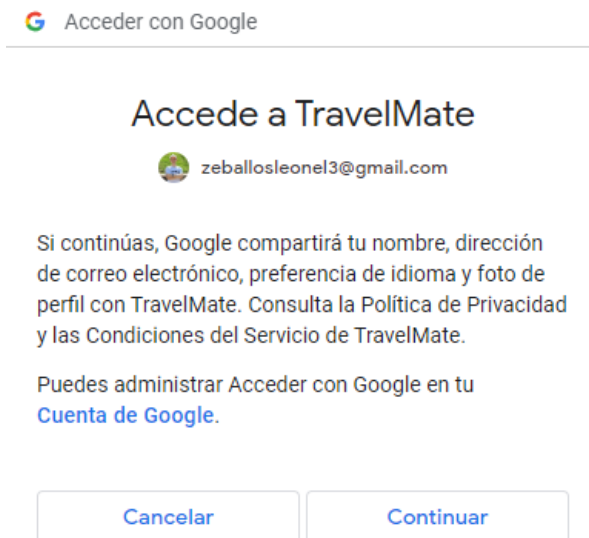 Acceder con Google
Accede a TravelMate
zeballosleonel3@gmail.com
Si continúas, Google compartirá tu nombre, dirección
de correo electrónico, preferencia de idioma y foto de
perfil con TravelMate. Consulta la Política de Privacidad
y las Condiciones del Servicio de TravelMate.
Puedes administrar Acceder con Google en tu
Cuenta de Google.
Cancelar
Continuar